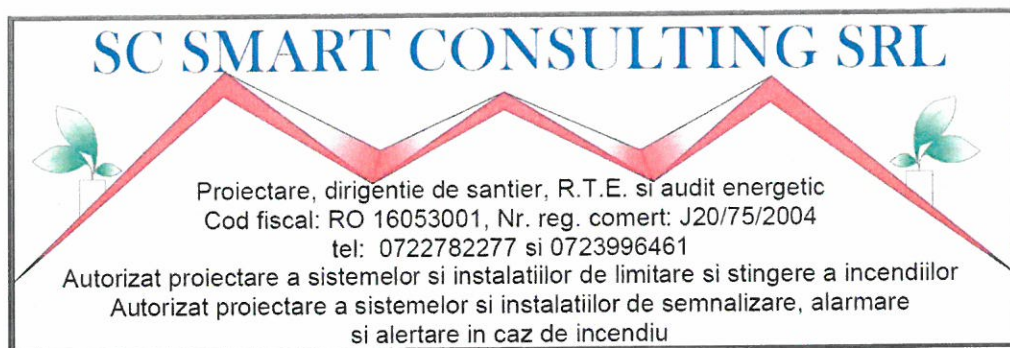 SC SMART CONSULTING SRL
Proiectare, dirigentie de santier, R.T.E. si audit energetic
Cod fiscal: RO 16053001, Nr. reg. comert: J20/75/2004
tel: 0722782277 si 0723996461
Autorizat proiectare a sistemelor si instalatiilor de limitare si stingere a incendiilor
Autorizat proiectare a sistemelor si instalatiilor de semnalizare, alarmare
si alertare in caz de incendiu